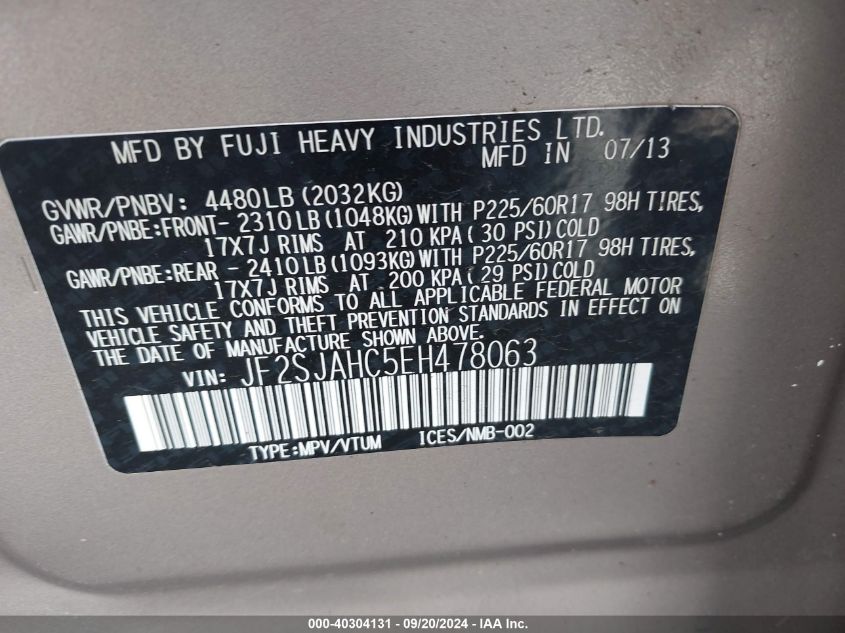 MFD BY FUJI HEAVY INDUSTRIES LTD.
MFD IN 07/13
GVWR/PNBV: 4480LB (2032KG)
GAWR/PNBE:FRONT- 2310LB(1048KG)WITH P225/60R17 98H TIRES,
17X7J RIMS AT 210 KPA( 30 PSI)COLD
GAWR/PNBE:REAR - 2410LB(1093KG)WITH P225/60R17 98H TIRES,
17X7J RIMS AT 200 KPA( 29 PSI)COLD
THIS VEHICLE CONFORMS TO ALL APPLICABLE FEDERAL MOTOR
VEHICLE SAFETY AND THEFT PREVENTION STANDARDS IN EFFECT ON
THE DATE OF MANUFACTURE SHOWN ABOVE.
VIN: JF2SJAHC5EH478063
TYPE:MPV/VTUM ICES/NMB-002
000-40304131 - 09/20/2024 - IAA Inc.